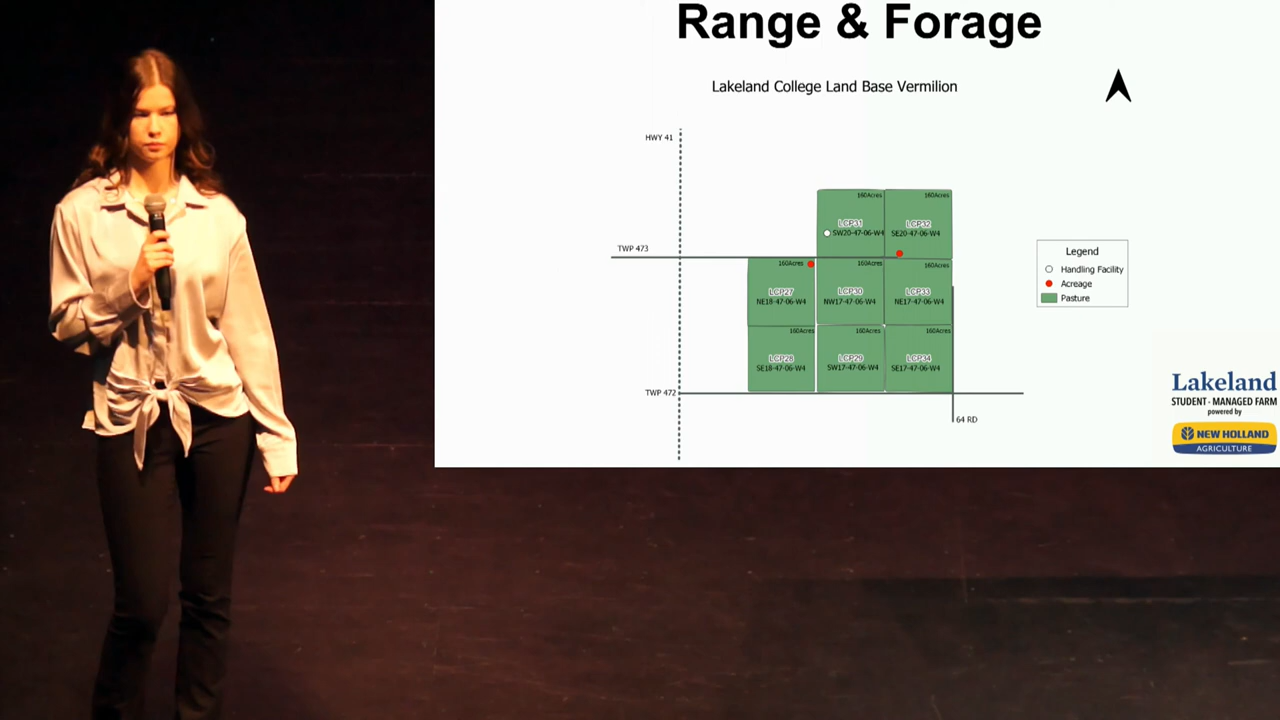 Range & Forage
Lakeland College Land Base Vermilion
HWY 41
160Acres
160Acres
LCP31
LCP32
SW20-47-06-W4
SE20-47-06-W4
TWP 473
160Acres
160Acres
160Acres
LCP27
LCP30
LCP33
NE18-47-06-W4
NW17-47-06-W4
NE17-47-06-W4
160Acres
160Acres
160Acres
LCP28
LCP29
LCP34
SE18-47-06-W4
SW17-47-06-W4
SE17-47-06-W4
TWP 472
64 RD
Legend
Handling Facility
Acreage
Pasture
Lakeland
STUDENT-MANAGED FARM
powered by
NEW HOLLAND
AGRICULTURE